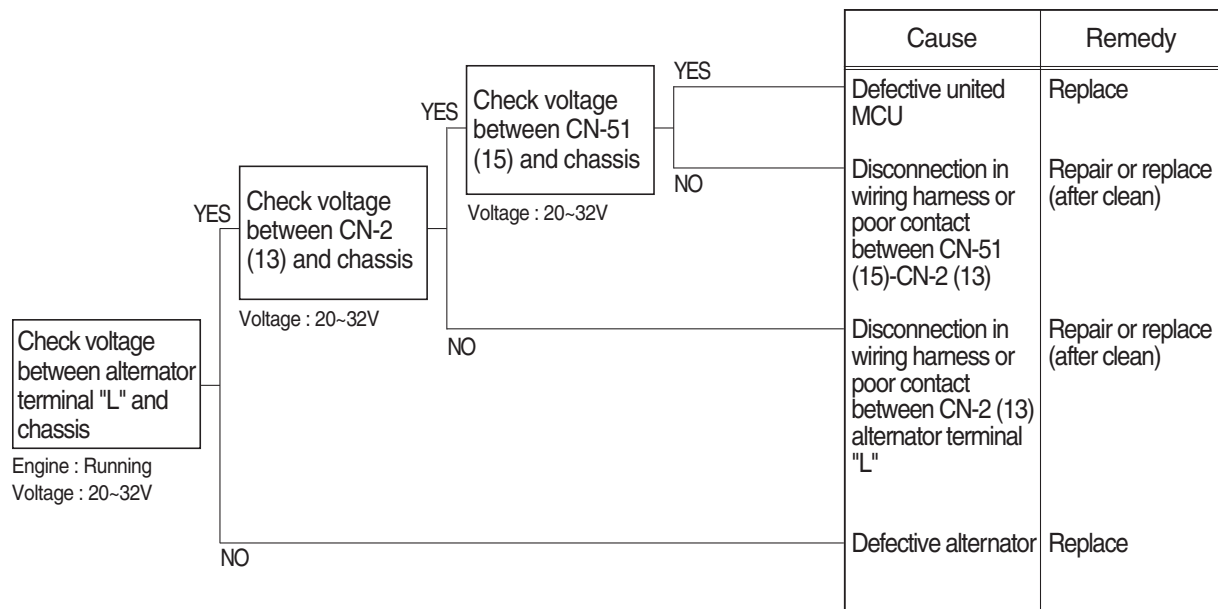 Cause
Remedy
YES
Defective united
MCU
Replace
YES
Check voltage
between CN-51
(15) and chassis
Voltage : 20~32V
NO
Disconnection in
wiring harness or
poor contact
between CN-51
(15)-CN-2 (13)
Repair or replace
(after clean)
YES
Check voltage
between CN-2
(13) and chassis
Voltage : 20~32V
NO
Disconnection in
wiring harness or
poor contact
between CN-2 (13)
alternator terminal
"L"
Repair or replace
(after clean)
Check voltage
between alternator
terminal "L" and
chassis
Engine : Running
Voltage : 20~32V
NO
Defective alternator
Replace